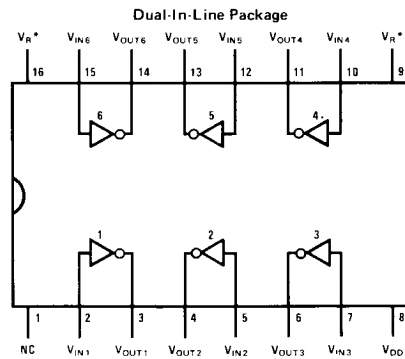 Dual-In-Line Package
VR* VIN6 VOUT6 VOUT5 VIN5 VOUT4 VIN4 VR*
16 15 14 13 12 11 10 9
6 5 4
1 2 3
1 2 3 4 5 6 7 8
NC VIN1 VOUT1 VOUT2 VIN2 VOUT3 VIN3 VDD